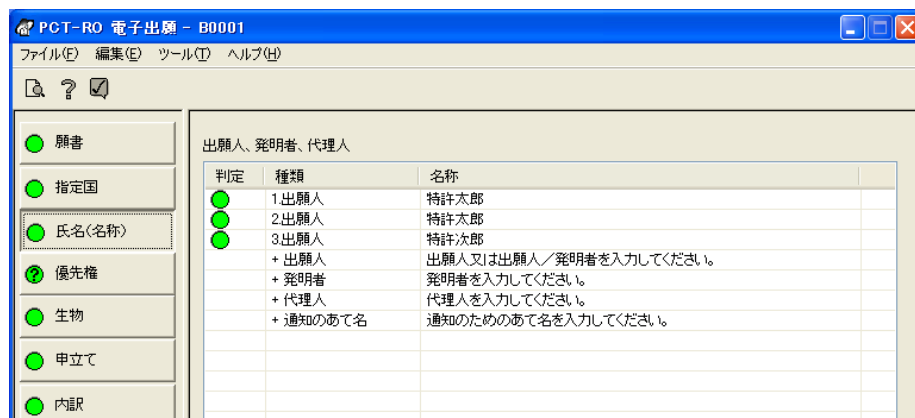 PCT-RO 電子出願 - B0001
ファイル(F) 編集(E) ツール(T) ヘルプ(H)
願書
指定国
氏名(名称)
優先権
生物
申立て
内訳
出願人、発明者、代理人
判定 種類 名称
1.出願人 特許太郎
2.出願人 特許太郎
3.出願人 特許次郎
+ 出願人 出願人又は出願人／発明者を入力してください。
+ 発明者 発明者を入力してください。
+ 代理人 代理人を入力してください。
+ 通知のあて名 通知のためのあて名を入力してください。